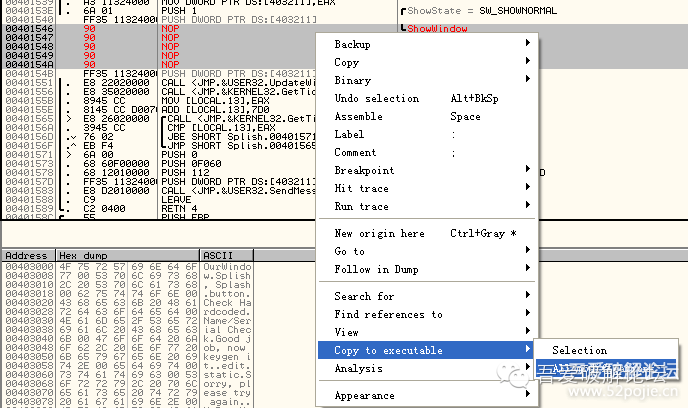 00401539 . A3 11324000 MOV DWORD PTR DS:[403211],EAX
0040153E . 6A 01 PUSH 1 ShowState = SW_SHOWNORMAL
00401540 FF35 11324000 PUSH DWORD PTR DS:[403211]
00401546 90 NOP ShowWindow
00401547 90 NOP
00401548 90 NOP
00401549 90 NOP
0040154A 90 NOP
0040154B FF35 11324000 PUSH DWORD PTR DS:[403211]
00401551 . E8 22020000 CALL <JMP.&USER32.UpdateWi
00401556 . E8 35020000 CALL <JMP.&KERNEL32.GetTic
0040155B . 8945 CC MOV [LOCAL.13],EAX
0040155E . 8145 CC D007 ADD [LOCAL.13],7D0
00401565 > E8 26020000 CALL <JMP.&KERNEL32.GetT
0040156A . 3945 CC CMP [LOCAL.13],EAX
0040156D . 76 02 JBE SHORT Splish.00401571
0040156F . EB F4 JMP SHORT Splish.00401565
00401571 > 6A 00 PUSH 0
00401573 . 68 60F00000 PUSH 0F060
00401578 . 68 12010000 PUSH 112
0040157D . FF35 11324000 PUSH DWORD PTR DS:[403211]
00401583 . E8 D2010000 CALL <JMP.&USER32.SendMes
00401588 . C9 LEAVE
00401589 . C2 0400 RETN 4
0040158C . 55 PUSH EBP
Backup
Copy
Binary
Undo selection Alt+BkSp
Assemble Space
Label :
Comment ;
Breakpoint
Hit trace
Run trace
New origin here Ctrl+Gray *
Go to
Follow in Dump
Search for
Find references to
View
Copy to executable
Analysis
Appearance
Selection
Address Hex dump ASCII
00403000 4F 75 72 57 69 6E 64 6F OurWindo
00403008 77 00 53 70 6C 69 73 68 w.Splish
00403010 2C 20 53 70 6C 61 73 68 , Splash
00403018 00 62 75 74 74 6F 6E 00 .button.
00403020 43 68 65 63 6B 20 48 61 Check Ha
00403028 72 64 63 6F 64 65 64 00 rdcoded.
00403030 4E 61 6D 65 2F 53 65 72 Name/Ser
00403038 69 61 6C 20 43 68 65 63 ial Chec
00403040 6B 00 47 6F 6F 64 20 6A k.Good j
00403048 6F 62 2C 20 6E 6F 77 20 ob, now
00403050 6B 65 79 67 65 6E 20 69 keygen i
00403058 74 2E 00 65 64 69 74 00 t..edit.
00403060 73 74 61 74 69 63 00 53 static.S
00403068 6F 72 72 79 2C 20 70 6C orry, pl
00403070 65 61 73 65 20 74 72 79 ease try
00403078 20 61 67 61 69 6E 2E 00 again..
吾爱破解论坛
www.52pojie.cn